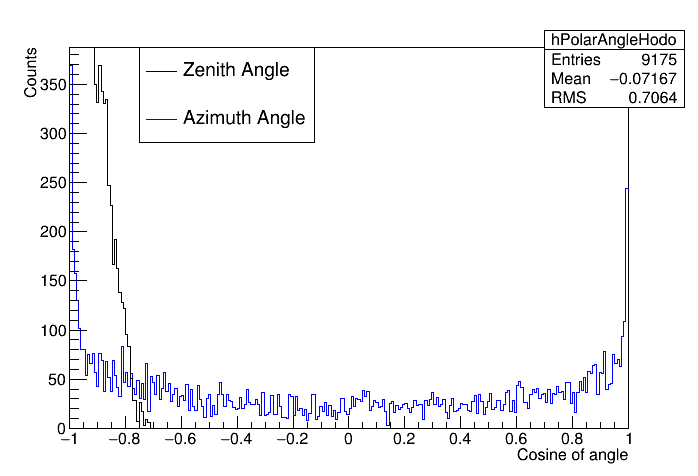 hPolarAngleHodo
Entries 9175
Mean −0.07167
RMS 0.7064
Counts
Zenith Angle
Azimuth Angle
350
300
250
200
150
100
50
0
−1 −0.8 −0.6 −0.4 −0.2 0 0.2 0.4 0.6 0.8 1
Cosine of angle